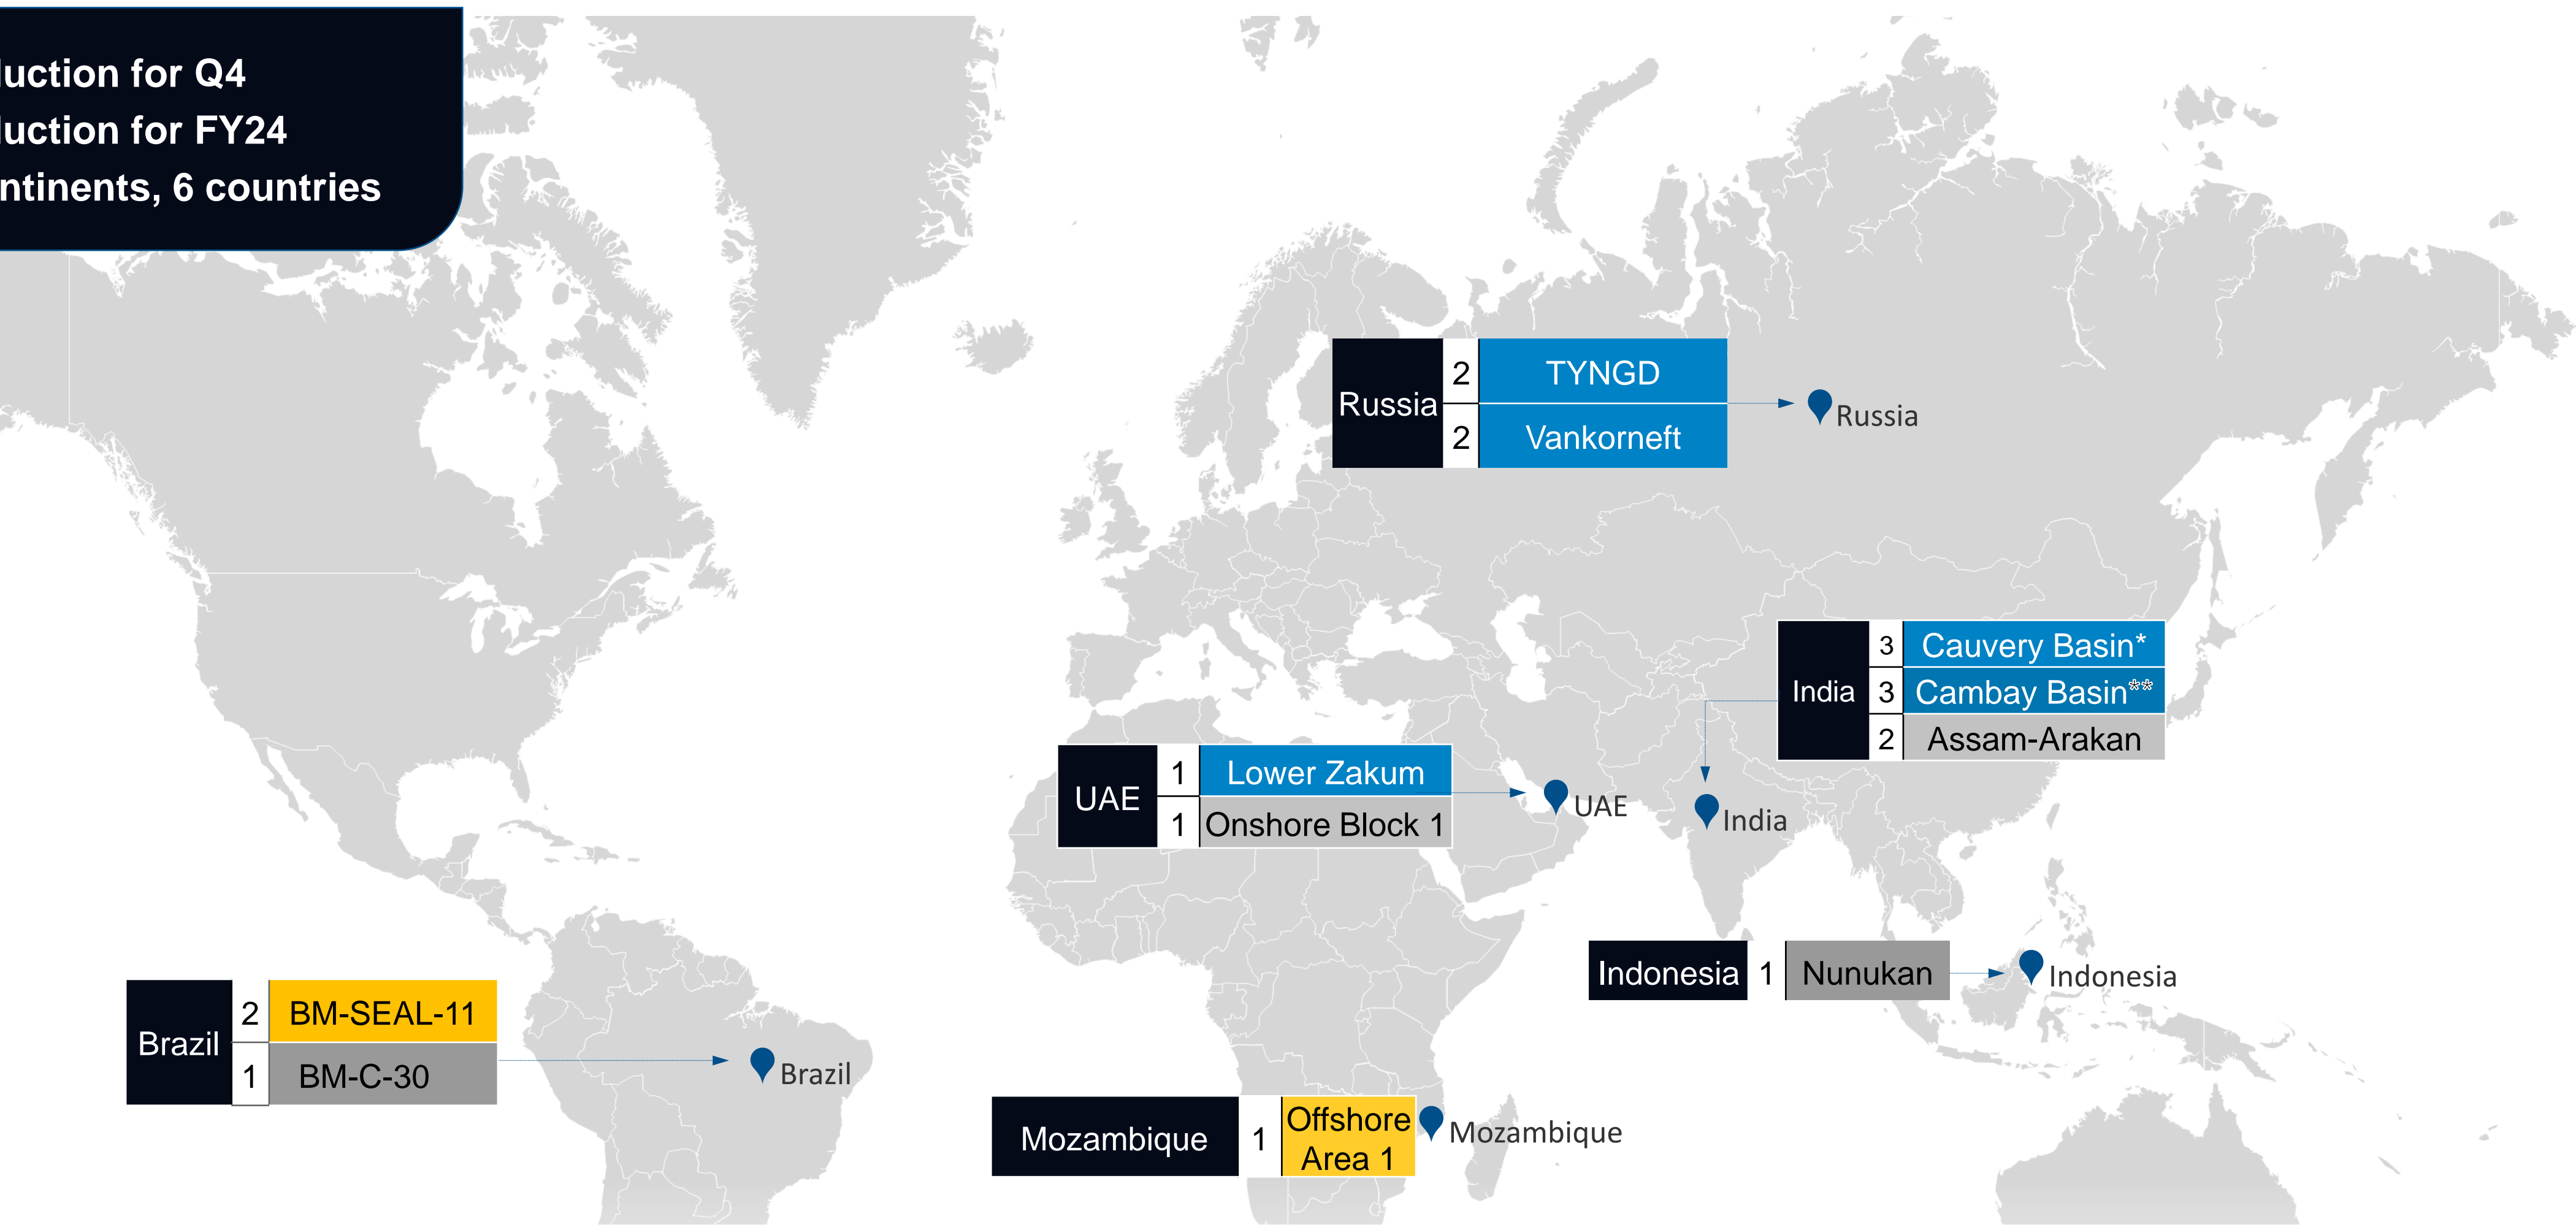 luction for Q4
luction for FY24
ntinents, 6 countries
Russia
2 TYNGD
2 Vankorneft
Russia
India
3 Cauvery Basin*
3 Cambay Basin**
2 Assam-Arakan
UAE
1 Lower Zakum
1 Onshore Block 1
UAE
India
Indonesia 1 Nunukan
Indonesia
Brazil
2 BM-SEAL-11
1 BM-C-30
Brazil
Mozambique 1 Offshore
Area 1
Mozambique